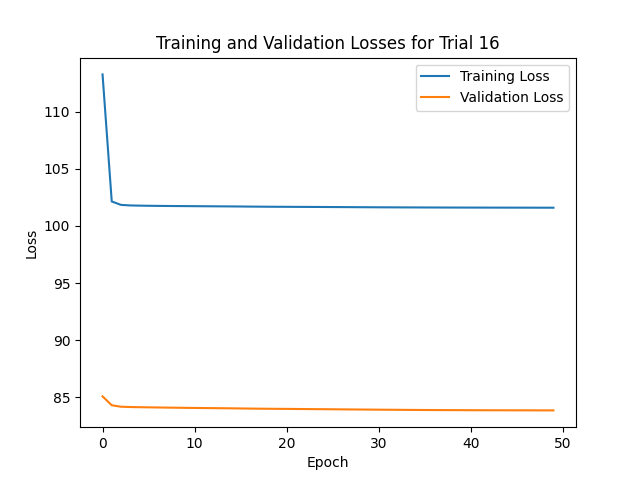 Training and Validation Losses for Trial 16
Training Loss
Validation Loss
110
105
100
95
90
85
Loss
0
10
20
30
40
50
Epoch